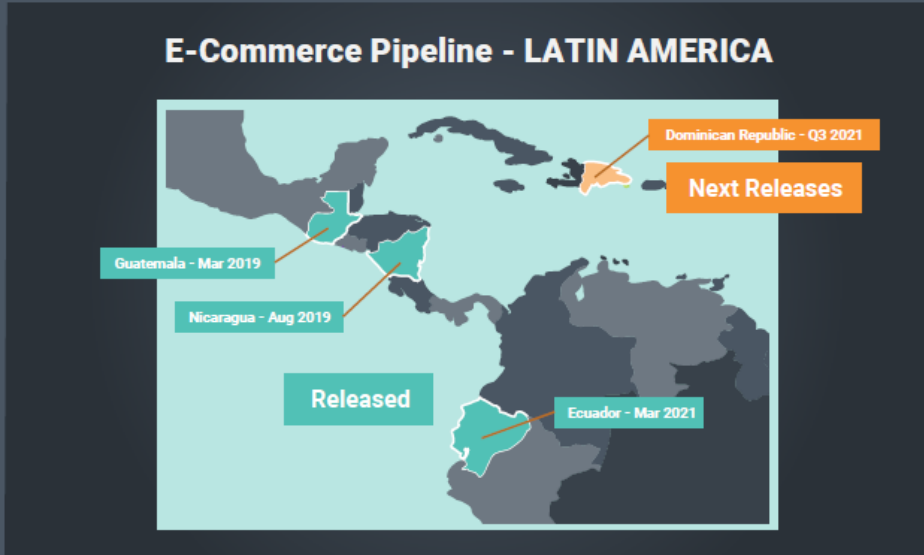 E-Commerce Pipeline - LATIN AMERICA
Dominican Republic - Q3 2021
Next Releases
Guatemala - Mar 2019
Nicaragua - Aug 2019
Released
Ecuador - Mar 2021